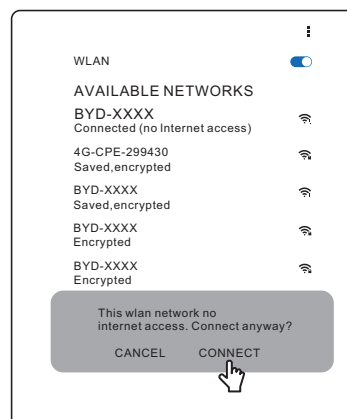 WLAN
AVAILABLE NETWORKS
BYD-XXXX
Connected (no Internet access)
4G-CPE-299430
Saved,encrypted
BYD-XXXX
Saved,encrypted
BYD-XXXX
Encrypted
BYD-XXXX
Encrypted
This wlan network no
internet access. Connect anyway?
CANCEL CONNECT